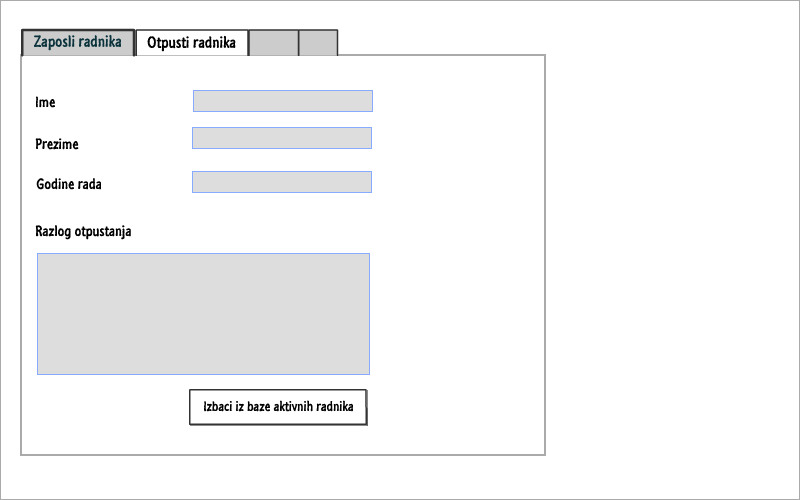 Zaposli radnika
Otpusti radnika
Ime
Prezime
Godine rada
Razlog otpustanja
Izbaci iz baze aktivnih radnika